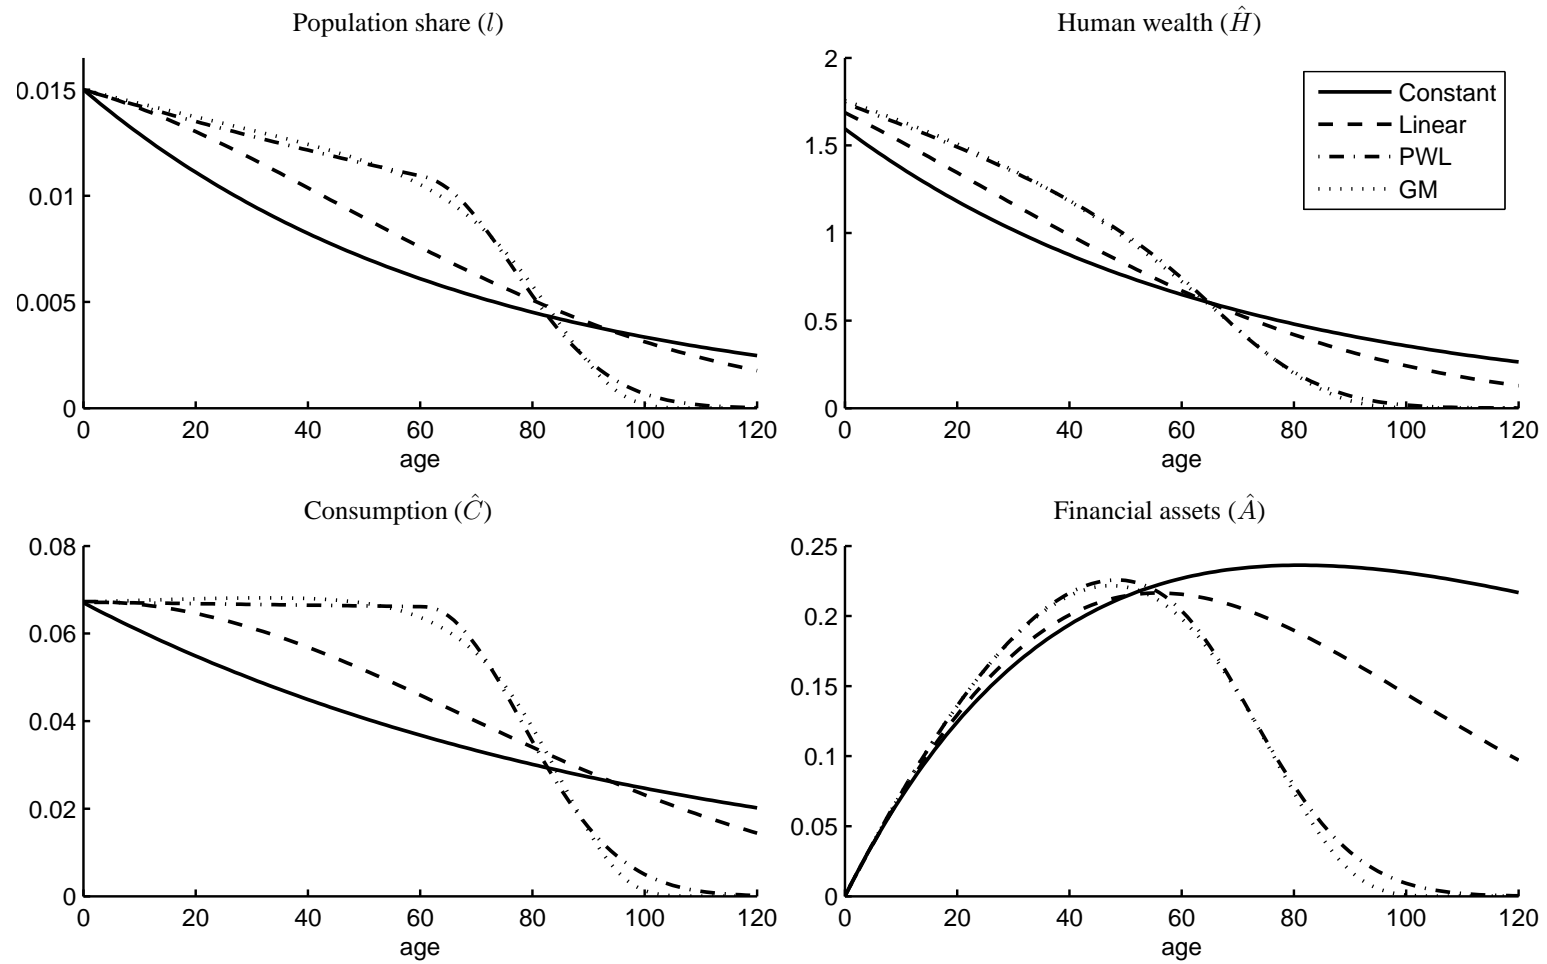 Population share (l)
0.015
0.01
0.005
0
0 20 40 60 80 100 120
age
Human wealth (Ĥ)
2
1.5
1
0.5
0
0 20 40 60 80 100 120
age
Constant
Linear
PWL
GM
Consumption (Ĉ)
0.08
0.06
0.04
0.02
0
0 20 40 60 80 100 120
age
Financial assets (Â)
0.25
0.2
0.15
0.1
0.05
0
0 20 40 60 80 100 120
age